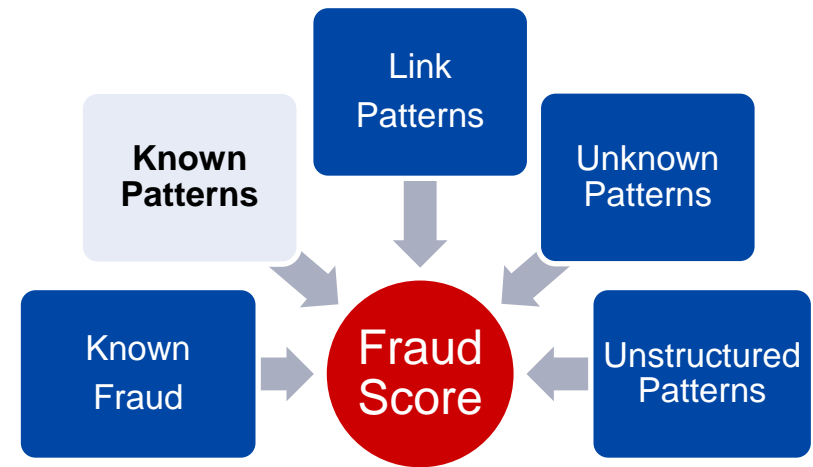 Link
Patterns
Known
Patterns
Unknown
Patterns
Known
Fraud
Fraud
Score
Unstructured
Patterns